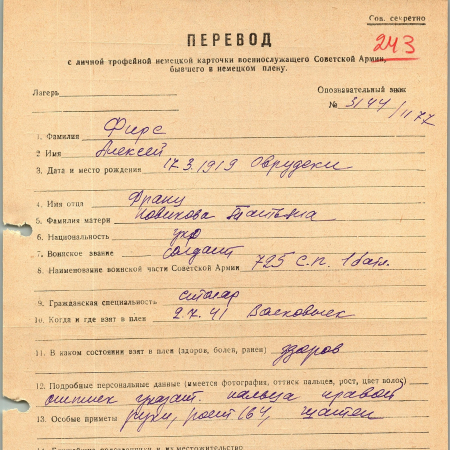 Сов. секретно
ПЕРЕВОД
243
с личной трофейной немецкой карточки военнослужащего Советской Армии,
бывшего в немецком плену.
Лагерь
Опознавательный знак
№ 3144/II 77
1. Фамилия Фирс
2 Имя Алексей
3. Дата и место рождения 17.3.1919 Оврудеки
4. Имя отца Франц
5. Фамилия матери Новикова Татьяна
6. Национальность укр
7. Воинское звание солдат
8. Наименование воинской части Советской Армии 725 с.п. 1 бат.
9. Гражданская специальность столяр
10. Когда и где взят в плен 2.7.41 Волковыск
11. В каком состоянии взят в плен (здоров, болен, ранен) здоров
12. Подробные персональные данные (имеется фотография, оттиск пальцев, рост, цвет волос)
оттиск указат. пальца правой
13. Особые приметы руки, рост 164, шатен